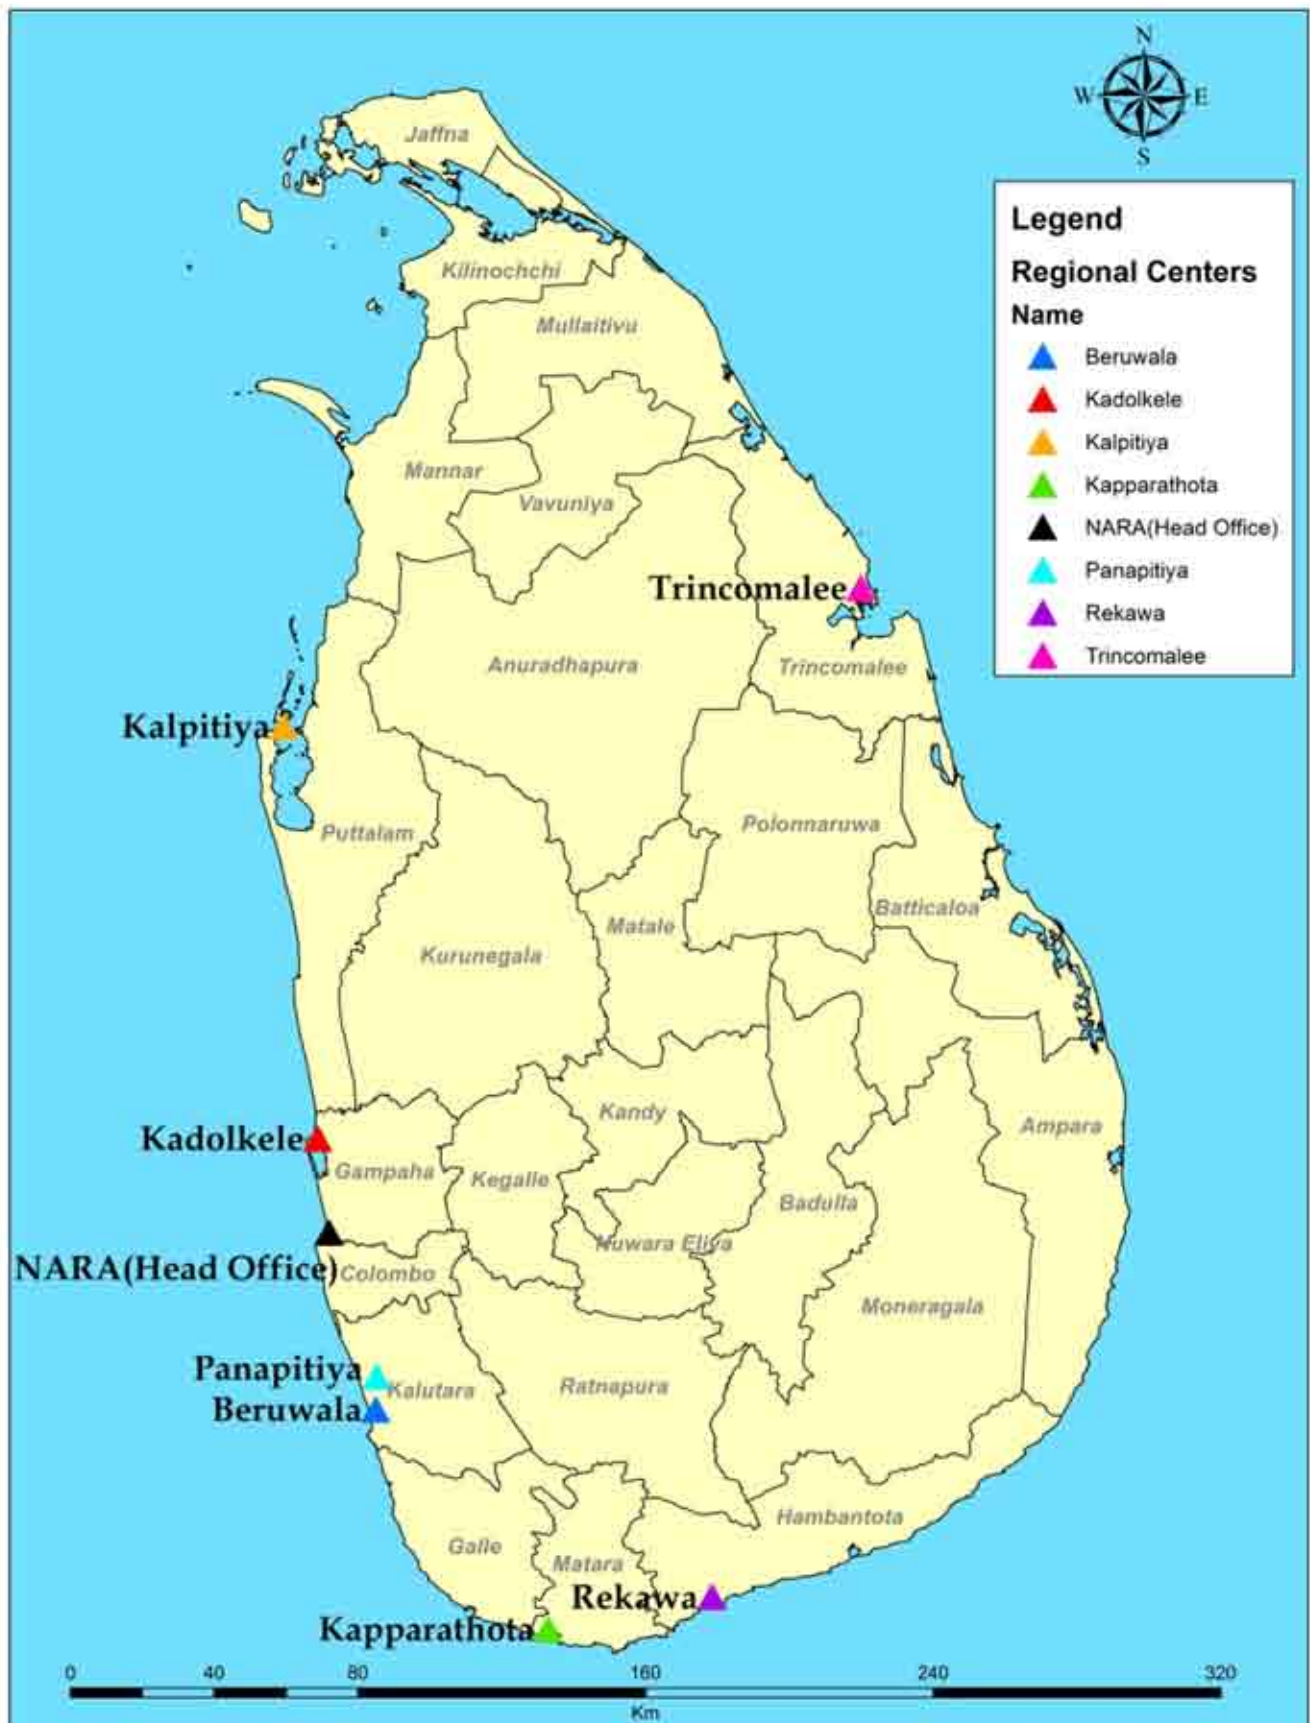 N
W E
S
Legend
Regional Centers
Name
Beruwala
Kadolkele
Kalpitiya
Kapparathota
NARA(Head Office)
Panapitiya
Rekawa
Trincomalee
Jaffna
Kilinochchi
Mullaitivu
Mannar
Vavuniya
Trincomalee
Anuradhapura
Trincomalee
Kalpitiya
Puttalam
Polonnaruwa
Batticaloa
Matale
Kurunegala
Kandy
Ampara
Kadolkele
Gampaha
Kegalle
Badulla
Nuwara Eliya
NARA(Head Office)
Colombo
Moneragala
Panapitiya
Kalutara
Ratnapura
Beruwala
Hambantota
Galle
Matara
Rekawa
Kapparathota
0 40 80 160 240 320
Km